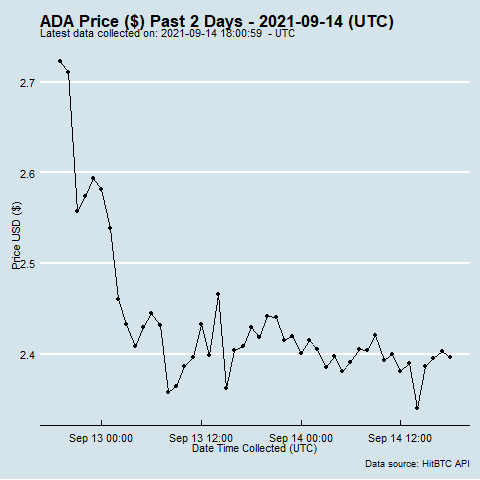 ADA Price ($) Past 2 Days - 2021-09-14 (UTC)
Latest data collected on: 2021-09-14 18:00:59  - UTC
2.7
2.6
2.5
2.4
Price USD ($)
Sep 13 00:00
Sep 13 12:00
Sep 14 00:00
Sep 14 12:00
Date Time Collected (UTC)
Data source: HitBTC API